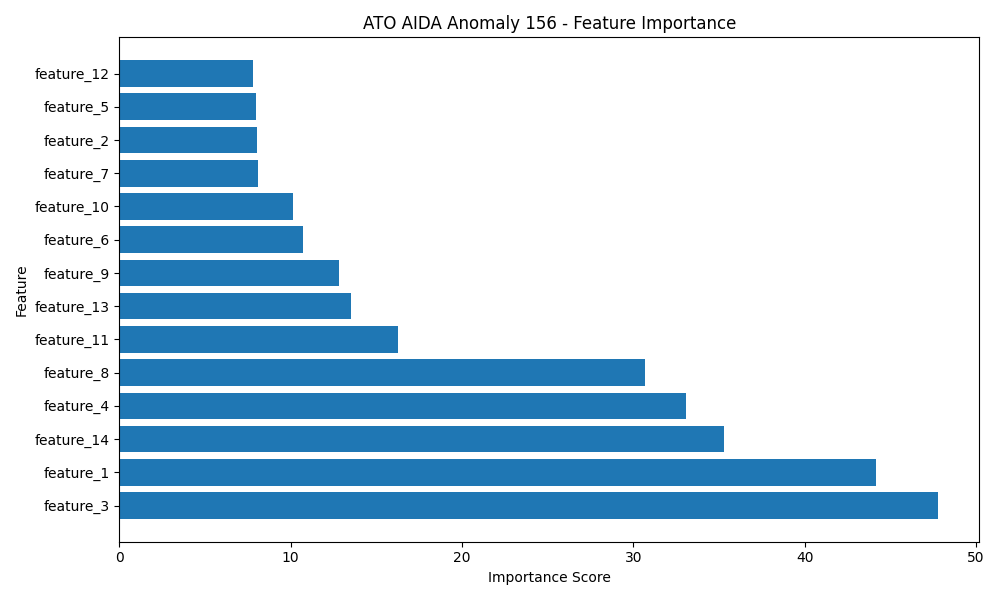 ATO AIDA Anomaly 156 - Feature Importance
feature_12
feature_5
feature_2
feature_7
feature_10
feature_6
feature_9
feature_13
feature_11
feature_8
feature_4
feature_14
feature_1
feature_3
Feature
0 10 20 30 40 50
Importance Score